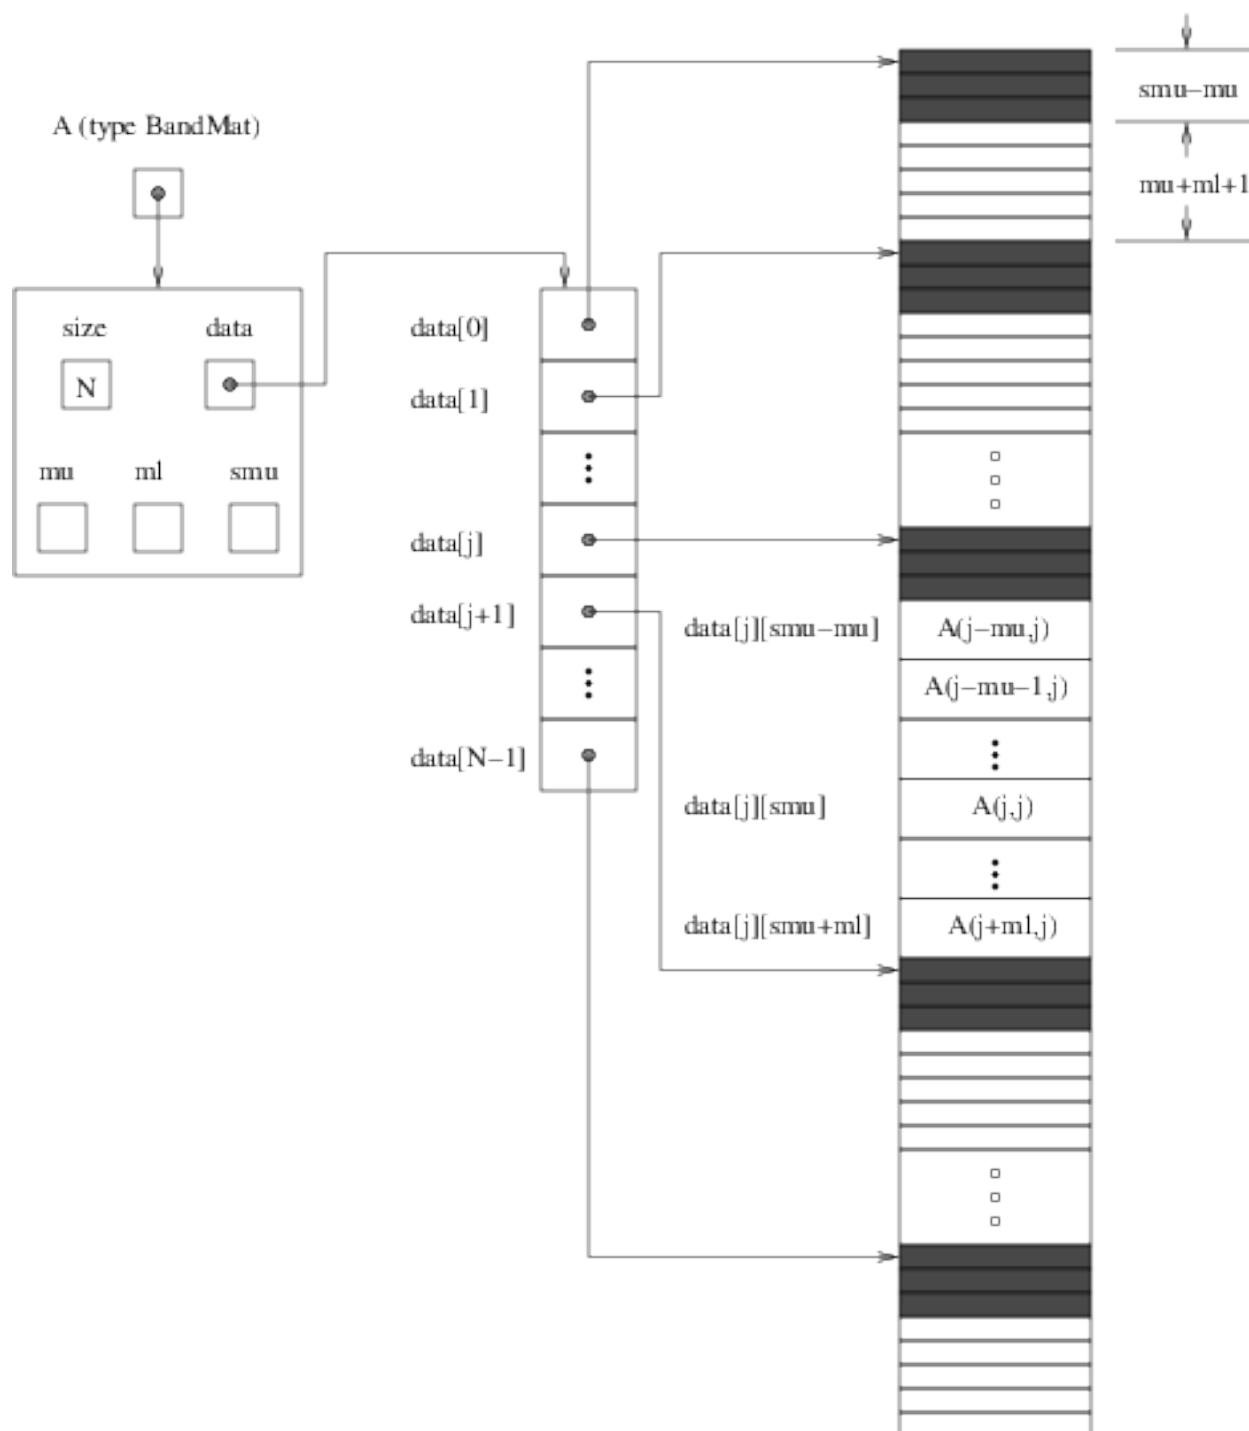 smu−mu
A (type BandMat)
mu+ml+1
size data
data[0]
N
data[1]
mu ml smu
data[j]
data[j+1]
data[j][smu−mu] A(j−mu,j)
A(j−mu−1,j)
data[N−1]
data[j][smu] A(j,j)
data[j][smu+ml] A(j+ml,j)